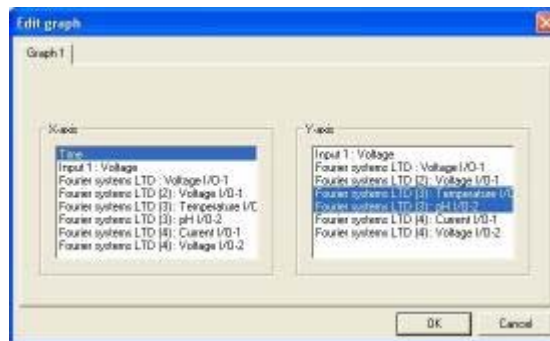 Edit graph
Graph 1
X-axis
Time
Input 1 : Voltage
Fourier systems LTD : Voltage I/O-1
Fourier systems LTD (2): Voltage I/O-1
Fourier systems LTD (3): Temperature I/C
Fourier systems LTD (3): pH I/O-2
Fourier systems LTD (4): Current I/O-1
Fourier systems LTD (4): Voltage I/O-2
Y-axis
Input 1 : Voltage
Fourier systems LTD : Voltage I/O-1
Fourier systems LTD (2): Voltage I/O-1
Fourier systems LTD (3): Temperature I/C
Fourier systems LTD (3): pH I/O-2
Fourier systems LTD (4): Current I/O-1
Fourier systems LTD (4): Voltage I/O-2
OK
Cancel